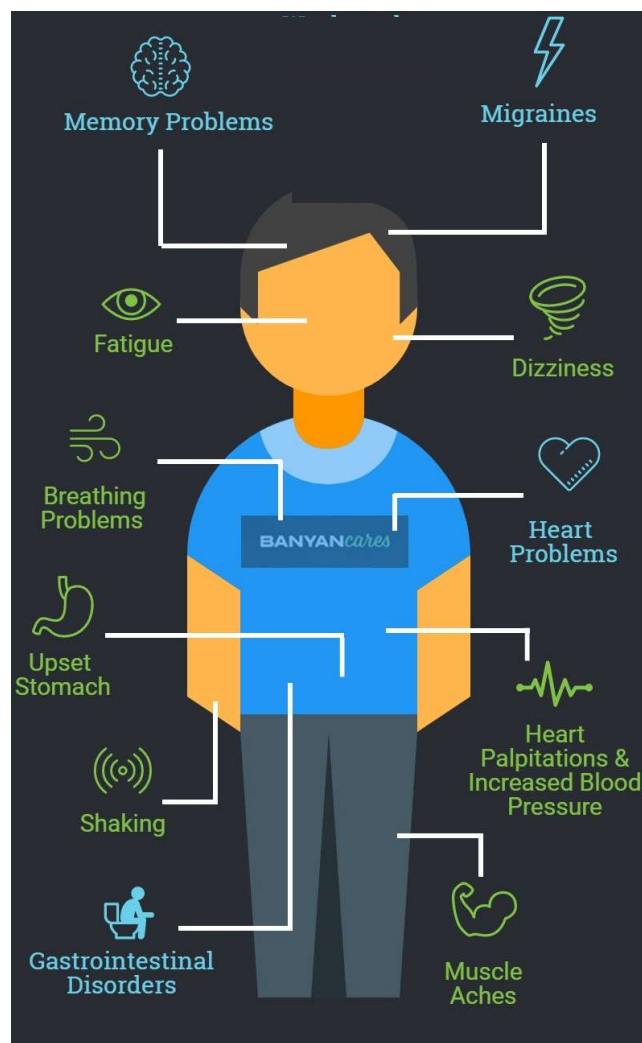 Memory Problems
Migraines
Fatigue
Dizziness
Breathing
Problems
BANYANcares
Heart
Problems
Upset
Stomach
Heart
Palpitations &
Increased Blood
Pressure
Shaking
Gastrointestinal
Disorders
Muscle
Aches